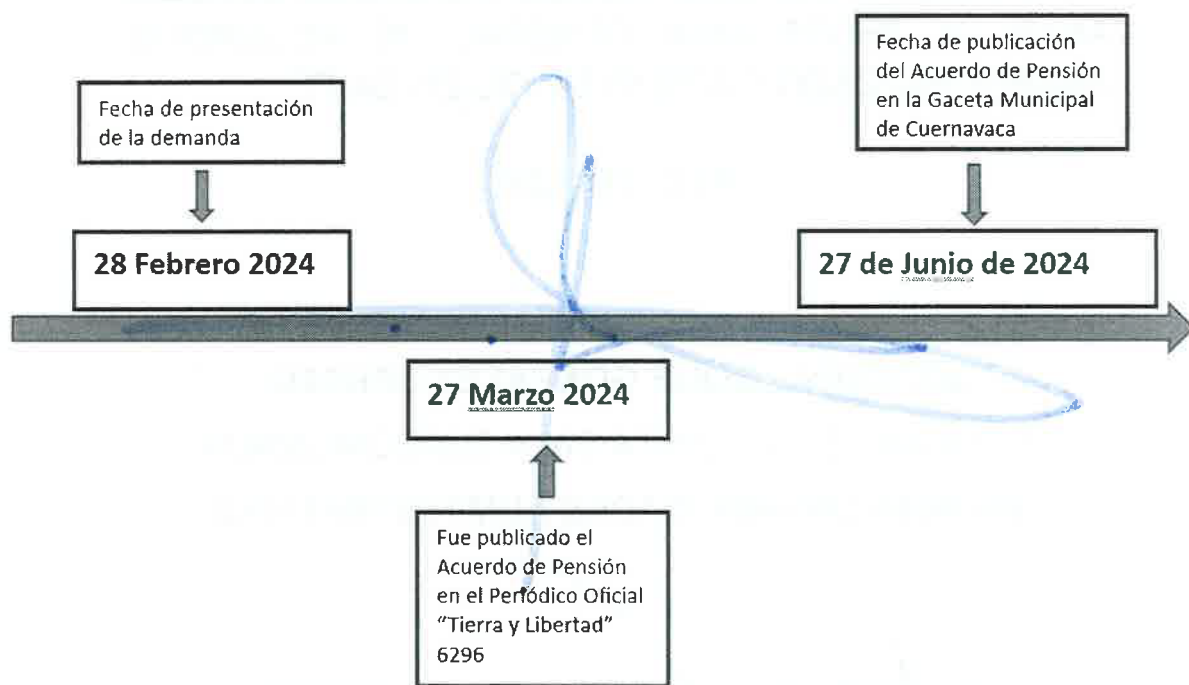 Fecha de presentación
de la demanda
28 Febrero 2024
27 Marzo 2024
Fue publicado el
Acuerdo de Pensión
en el Periódico Oficial
“Tierra y Libertad”
6296
Fecha de publicación
del Acuerdo de Pensión
en la Gaceta Municipal
de Cuernavaca
27 de Junio de 2024